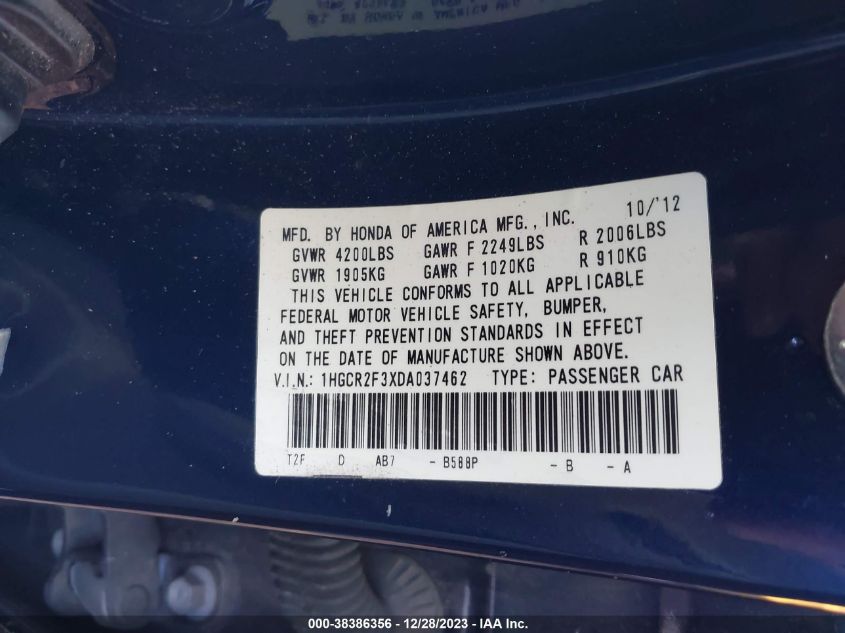 MFD. BY HONDA OF AMERICA MFG., INC. 10/'12
GVWR 4200LBS GAWR F 2249LBS R 2006LBS
GVWR 1905KG GAWR F 1020KG R 910KG
THIS VEHICLE CONFORMS TO ALL APPLICABLE
FEDERAL MOTOR VEHICLE SAFETY, BUMPER,
AND THEFT PREVENTION STANDARDS IN EFFECT
ON THE DATE OF MANUFACTURE SHOWN ABOVE.
V.I.N.: 1HGCR2F3XDA037462 TYPE: PASSENGER CAR
T2F D AB7 - B588P - B - A
000-38386356 - 12/28/2023 - IAA Inc.